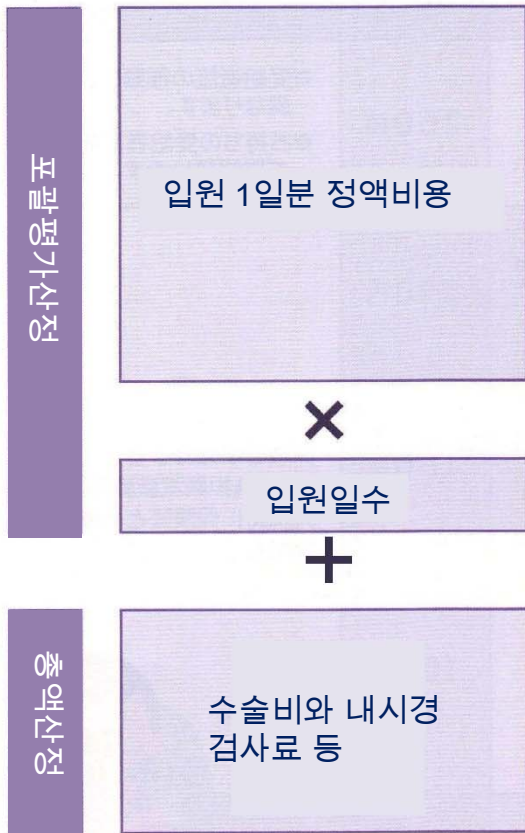 포괄평가산정
입원 1일분 정액비용
×
입원일수
+
총액산정
수술비와 내시경
검사료 등